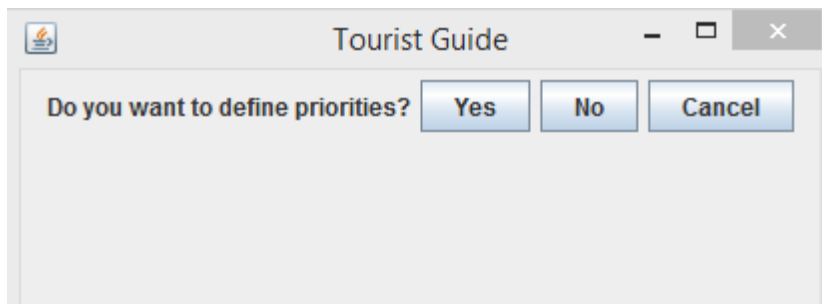 Tourist Guide
Do you want to define priorities? Yes No Cancel